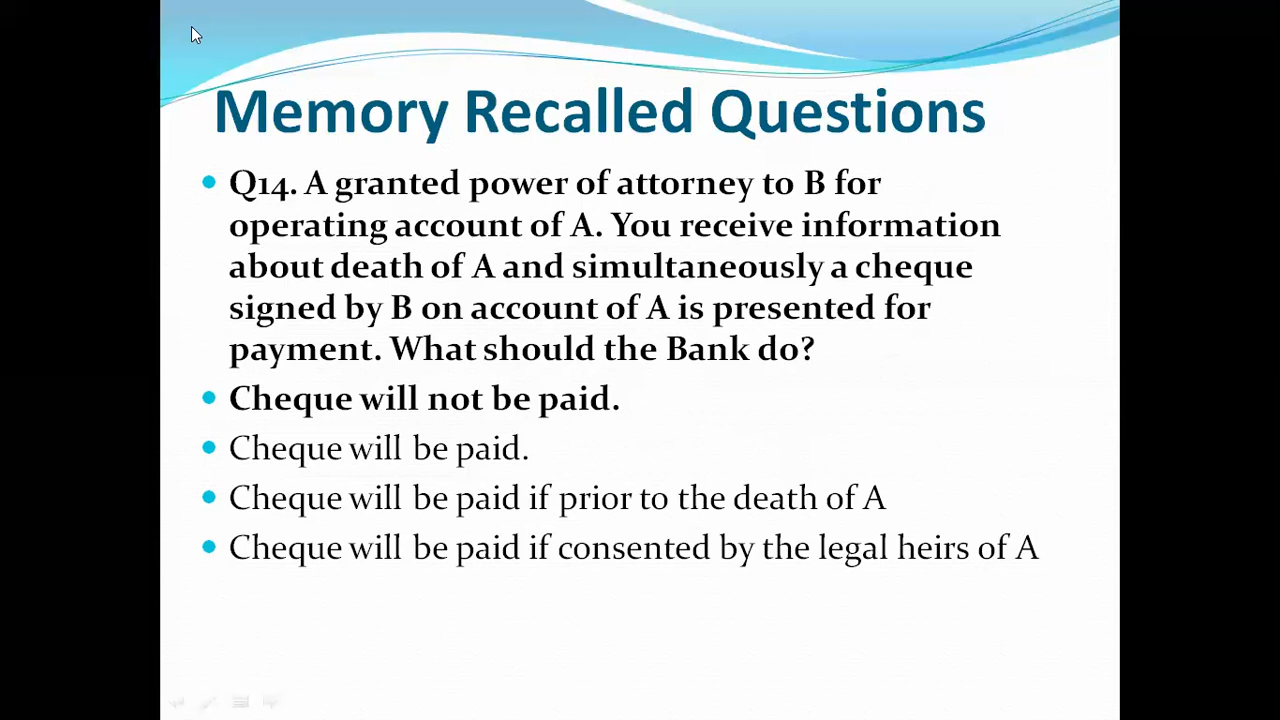 Memory Recalled Questions
• Q14. A granted power of attorney to B for
operating account of A. You receive information
about death of A and simultaneously a cheque
signed by B on account of A is presented for
payment. What should the Bank do?
• Cheque will not be paid.
• Cheque will be paid.
• Cheque will be paid if prior to the death of A
• Cheque will be paid if consented by the legal heirs of A